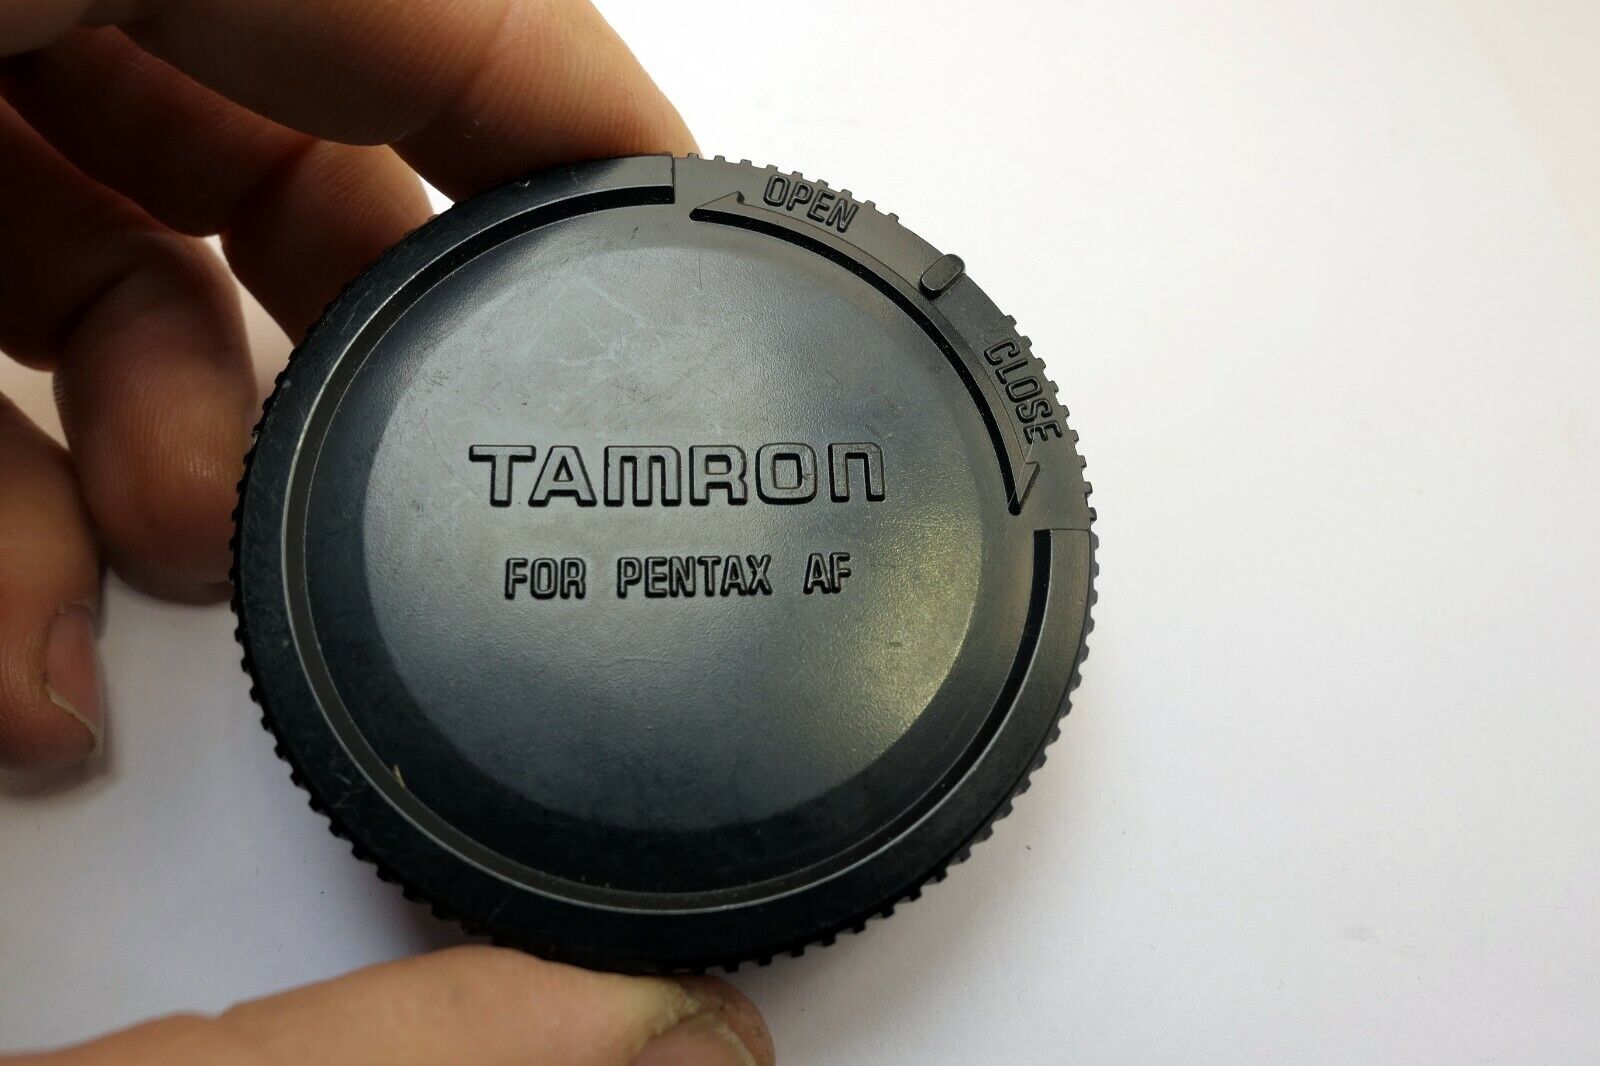 OPEN
CLOSE
TAMRON
FOR PENTAX AF